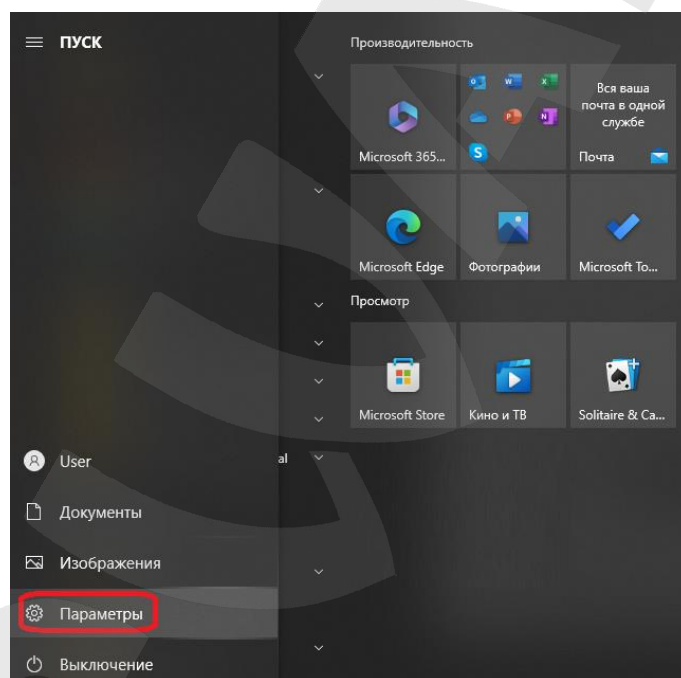 ПУСК
Производительность
Microsoft 365...
Вся ваша
почта в одной
службе
Почта
Microsoft Edge
Фотографии
Microsoft To...
Просмотр
Microsoft Store
Кино и ТВ
Solitaire & Ca...
User
al
Документы
Изображения
Параметры
Выключение